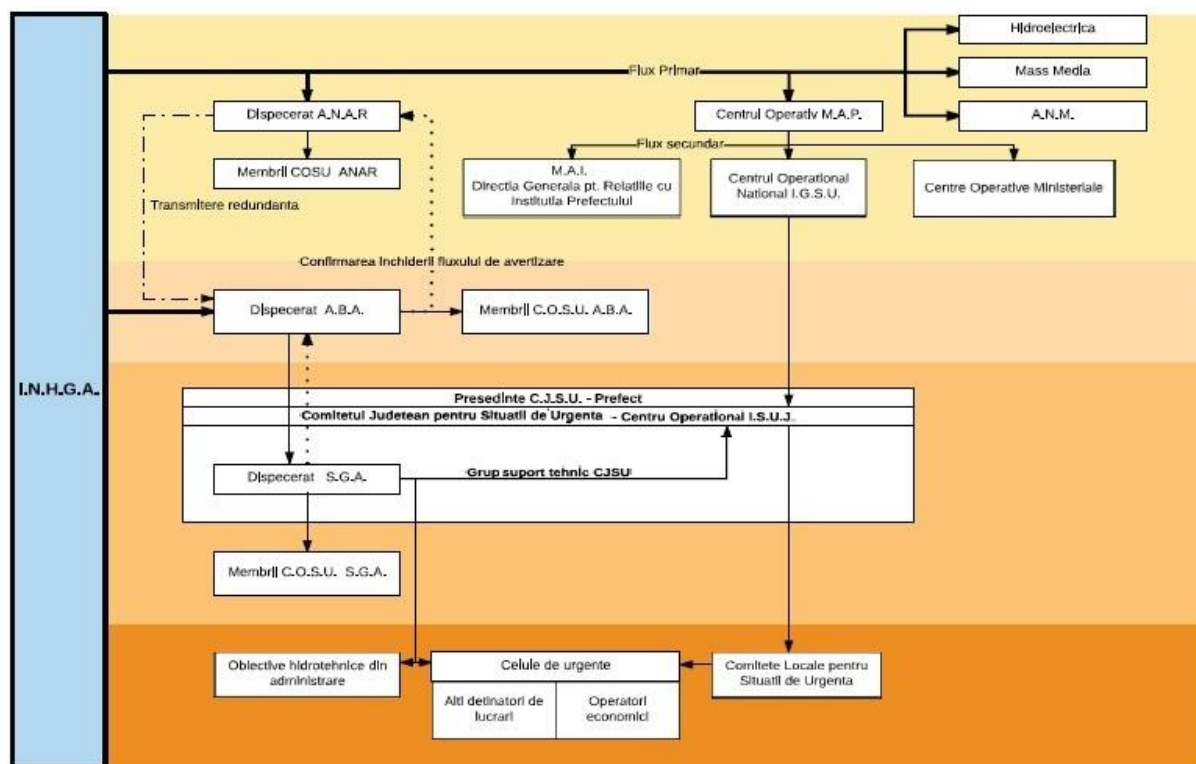 Hidroelectrica
Flux Primar
Mass Media
Dispecerat A.N.A.R
Centrul Operativ M.A.P.
A.N.M.
Flux secundar
Membrii COSU ANAR
M.A.I.
Directia Generala pt. Relatiile cu
Institutia Prefectului
Centrul Operational
National I.G.S.U.
Centre Operative Ministeriale
Transmitere redundanta
Confirmarea inchiderii fluxului de avertizare
Dispecerat A.B.A.
Membrii C.O.S.U. A.B.A.
I.N.H.G.A.
Presedinte C.J.S.U. - Prefect
Comitetul Judetean pentru Situatii de Urgenta - Centru Operational I.S.U.J.
Dispecerat S.G.A.
Grup suport tehnic CJSU
Membrii C.O.S.U. S.G.A.
Obiective hidrotehnice din
administrare
Celule de urgente
Alti detinatori de
lucrari
Operatori
economici
Comitete Locale pentru
Situatii de Urgenta